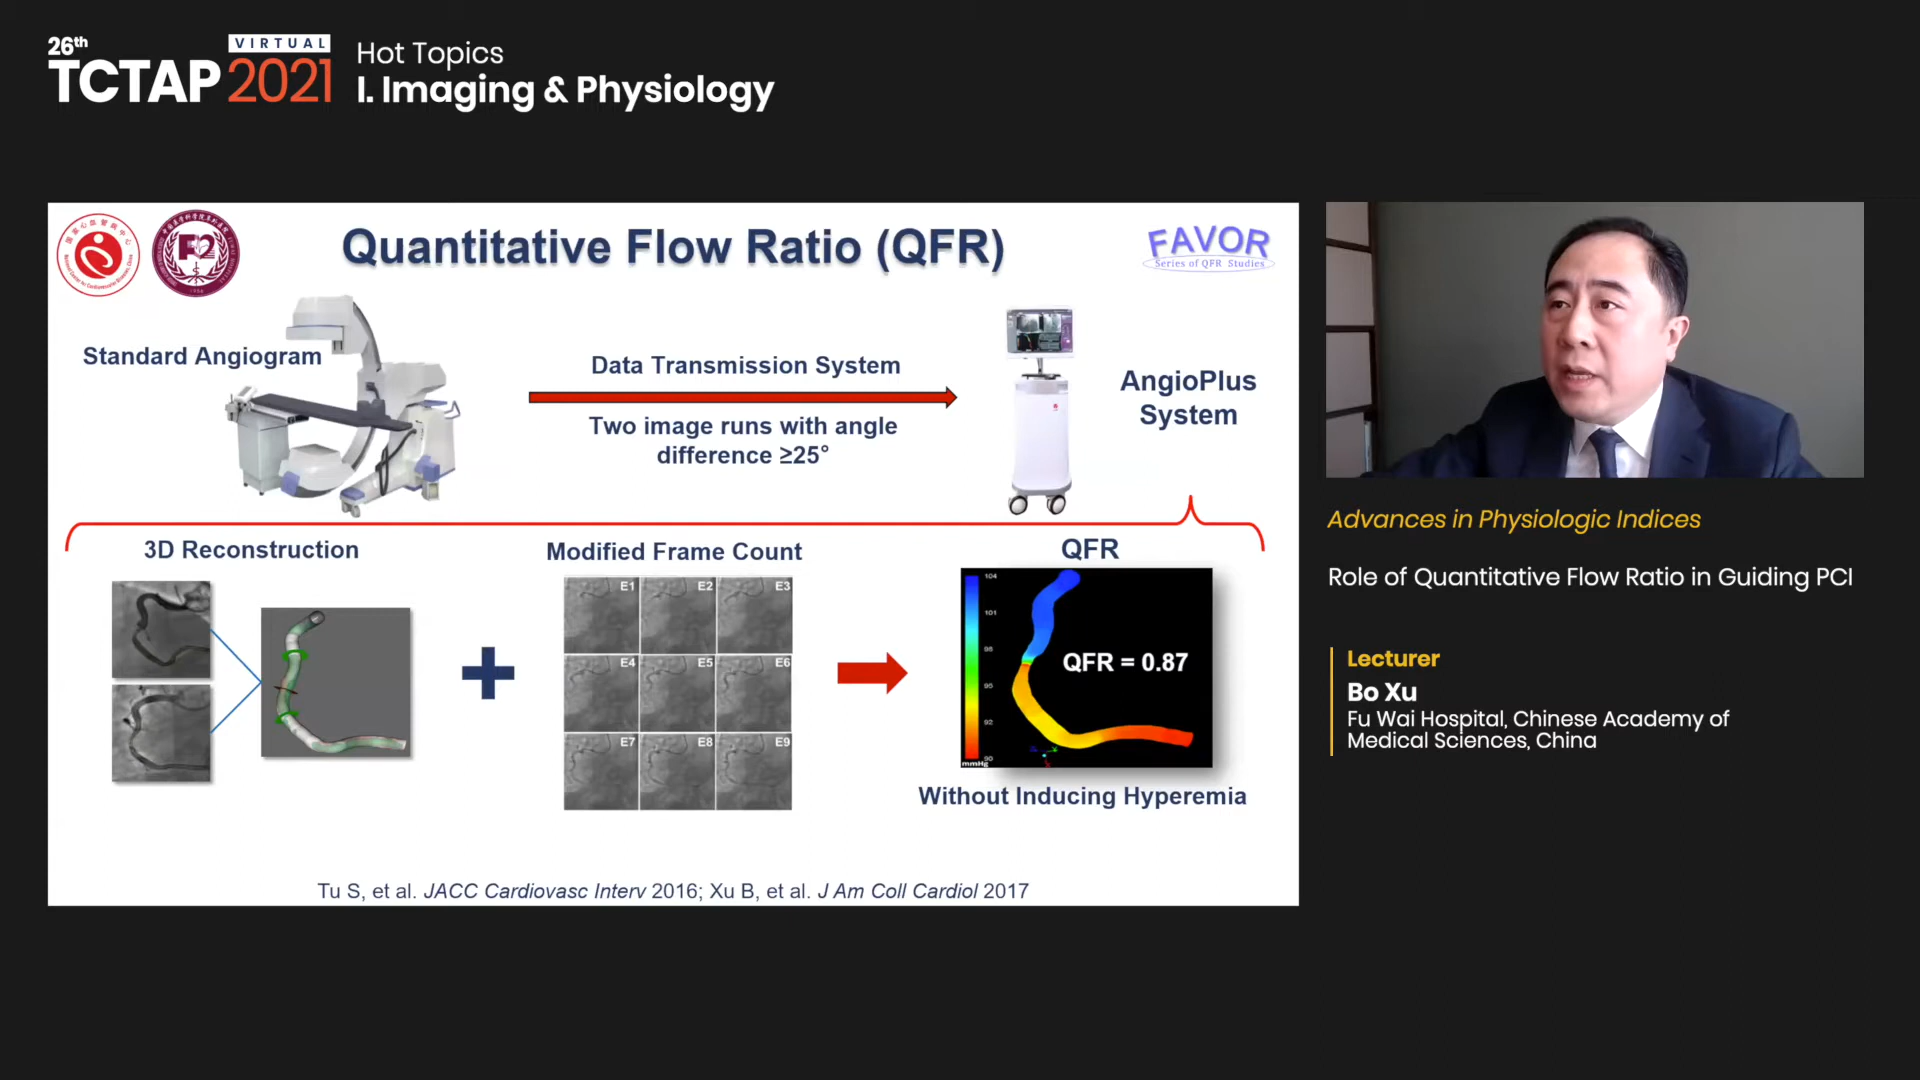 26th
VIRTUAL
TCTAP 2021
Hot Topics
I. Imaging & Physiology
Quantitative Flow Ratio (QFR)
FAVOR
Series of QFR Studies
Standard Angiogram
Data Transmission System
Two image runs with angle
difference ≥25°
AngioPlus
System
3D Reconstruction
Modified Frame Count
QFR
E1
E2
E3
E4
E5
E6
E7
E8
E9
104
101
98
95
92
90
mmHg
QFR = 0.87
Without Inducing Hyperemia
Tu S, et al. JACC Cardiovasc Interv 2016; Xu B, et al. J Am Coll Cardiol 2017
Advances in Physiologic Indices
Role of Quantitative Flow Ratio in Guiding PCI
Lecturer
Bo Xu
Fu Wai Hospital, Chinese Academy of
Medical Sciences, China